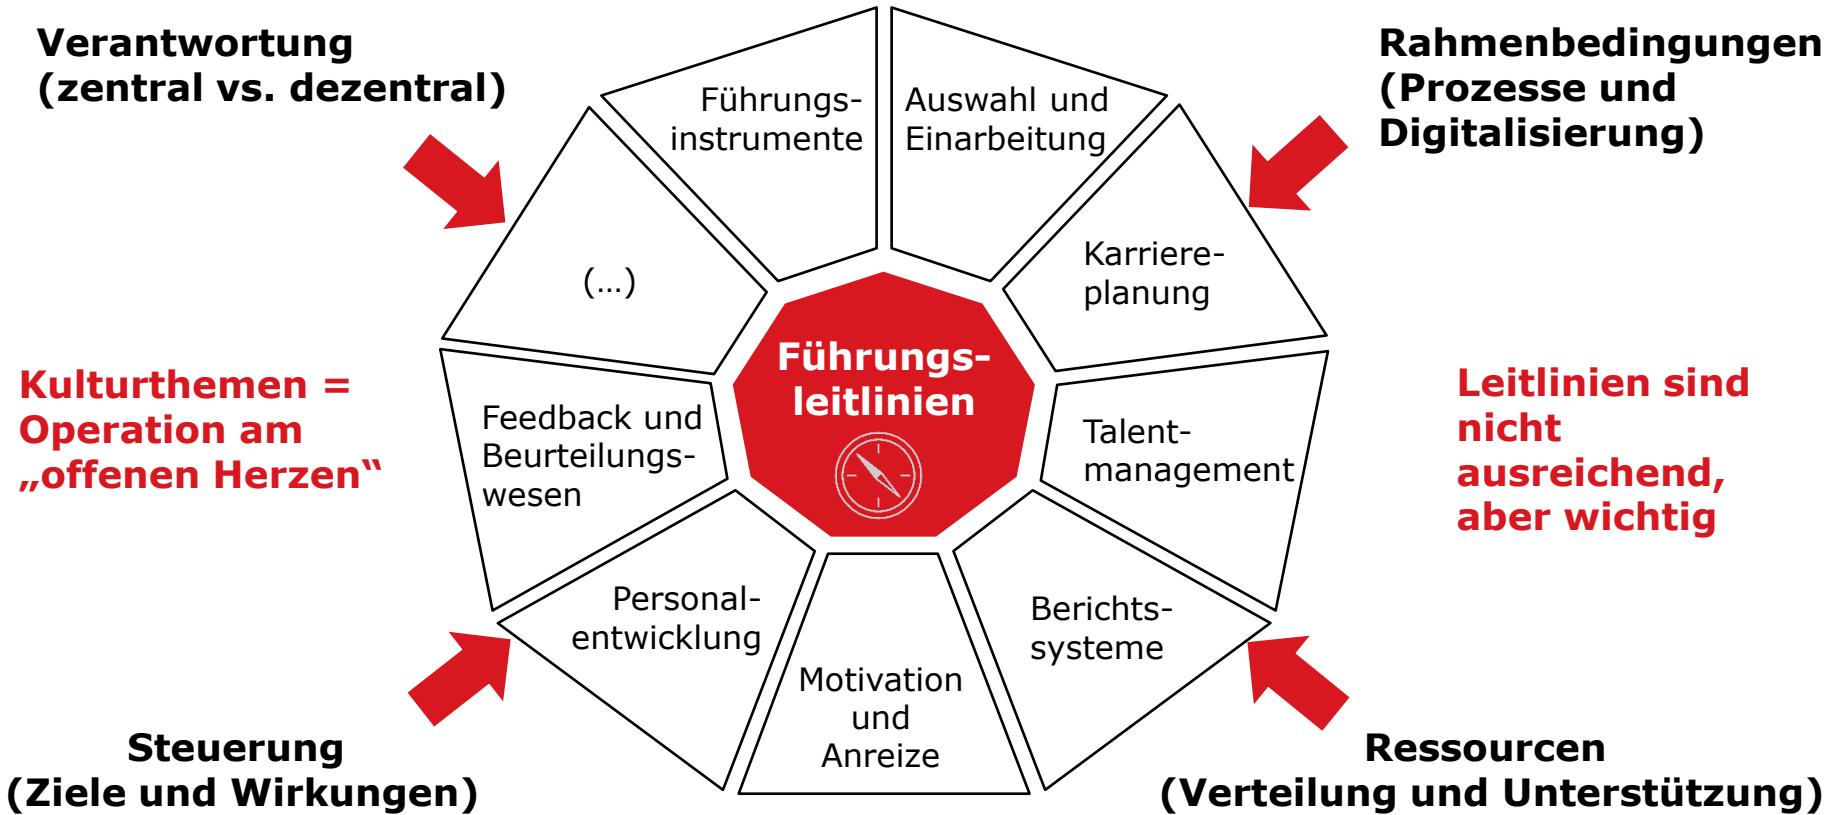 Verantwortung
(zentral vs. dezentral)
Rahmenbedingungen
(Prozesse und
Digitalisierung)
Führungs-
instrumente
Auswahl und
Einarbeitung
(...)
Karriere-
planung
Führungs-
leitlinien
Kulturthemen =
Operation am
„offenen Herzen“
Feedback und
Beurteilungs-
wesen
Talent-
management
Leitlinien sind
nicht
ausreichend,
aber wichtig
Personal-
entwicklung
Motivation
und
Anreize
Berichts-
systeme
Steuerung
(Ziele und Wirkungen)
Ressourcen
(Verteilung und Unterstützung)